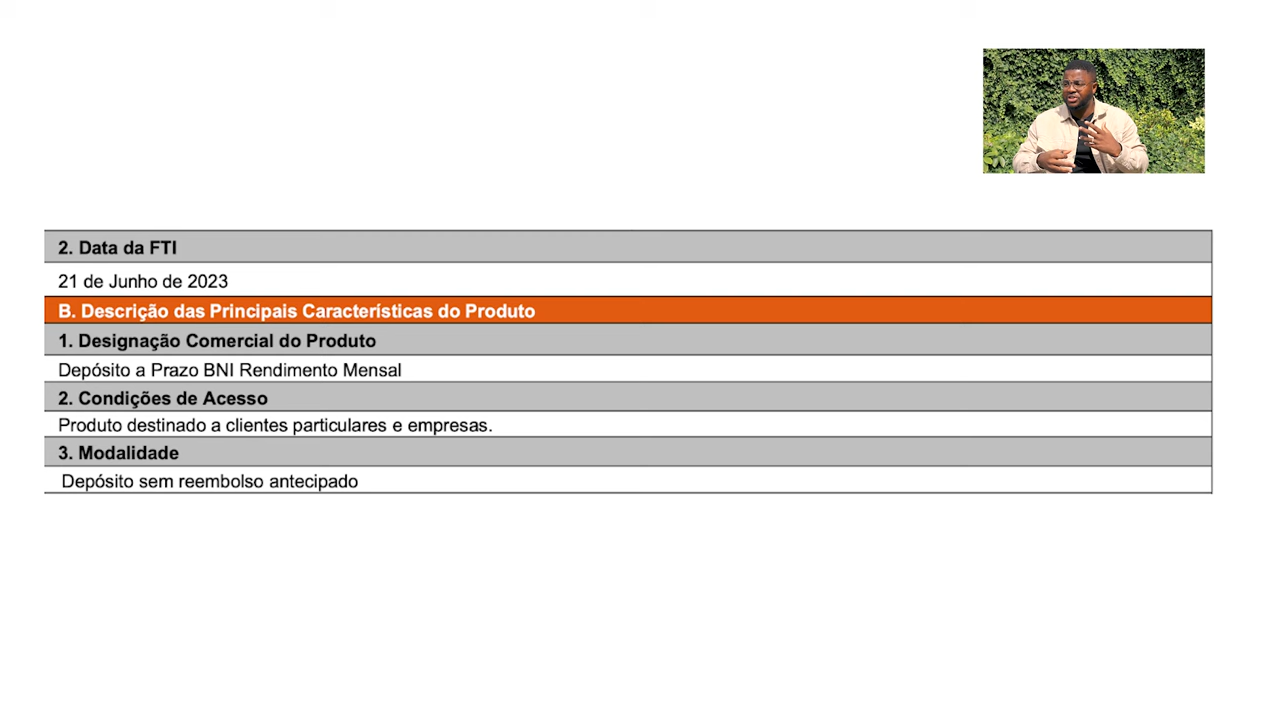 2. Data da FTI
21 de Junho de 2023
B. Descrição das Principais Características do Produto
1. Designação Comercial do Produto
Depósito a Prazo BNI Rendimento Mensal
2. Condições de Acesso
Produto destinado a clientes particulares e empresas.
3. Modalidade
Depósito sem reembolso antecipado